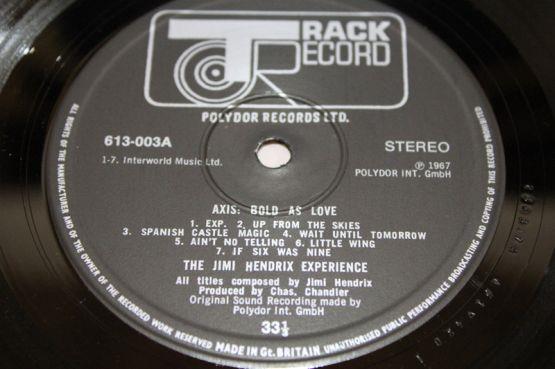 TRACK
RECORD
POLYDOR RECORDS LTD.
613-003A
STEREO
1-7. Interworld Music Ltd.
℗ 1967
POLYDOR INT. GmbH
AXIS: BOLD AS LOVE
1. EXP. 2. UP FROM THE SKIES
3. SPANISH CASTLE MAGIC 4. WAIT UNTIL TOMORROW
5. AIN'T NO TELLING 6. LITTLE WING
7. IF SIX WAS NINE
THE JIMI HENDRIX EXPERIENCE
All titles composed by Jimi Hendrix
Produced by Chas. Chandler
Original Sound Recording made by
Polydor Int. GmbH
33⅓
ALL RIGHTS OF THE MANUFACTURER AND OF THE OWNER OF THE RECORDED WORK RESERVED MADE IN Gt. BRITAIN UNAUTHORISED PUBLIC PERFORMANCE BROADCASTING AND COPYING OF THIS RECORD PROHIBITED